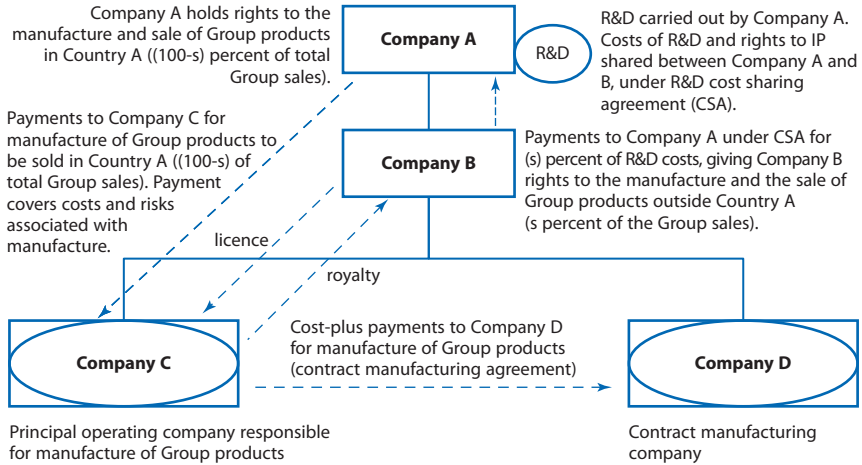 Company A holds rights to the
manufacture and sale of Group products
in Country A ((100-s) percent of total
Group sales).
Company A
R&D
R&D carried out by Company A.
Costs of R&D and rights to IP
shared between Company A and
B, under R&D cost sharing
agreement (CSA).
Payments to Company C for
manufacture of Group products to
be sold in Country A ((100-s) of
total Group sales). Payment
covers costs and risks
associated with
manufacture.
Company B
Payments to Company A under CSA for
(s) percent of R&D costs, giving Company B
rights to the manufacture and the sale of
Group products outside Country A
(s percent of the Group sales).
licence
royalty
Company C
Cost-plus payments to Company D
for manufacture of Group products
(contract manufacturing agreement)
Company D
Principal operating company responsible
for manufacture of Group products
Contract manufacturing
company